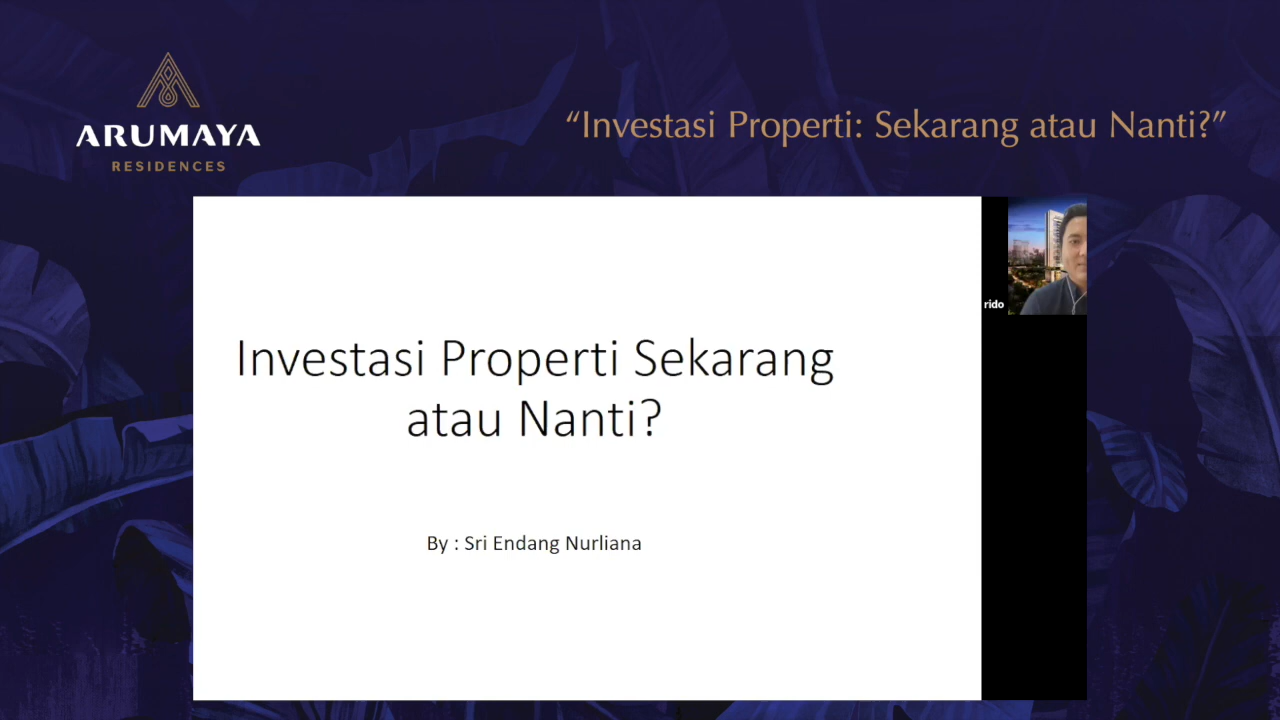 ARUMAYA
RESIDENCES
“Investasi Properti: Sekarang atau Nanti?”
rido
Investasi Properti Sekarang
atau Nanti?
By : Sri Endang Nurliana